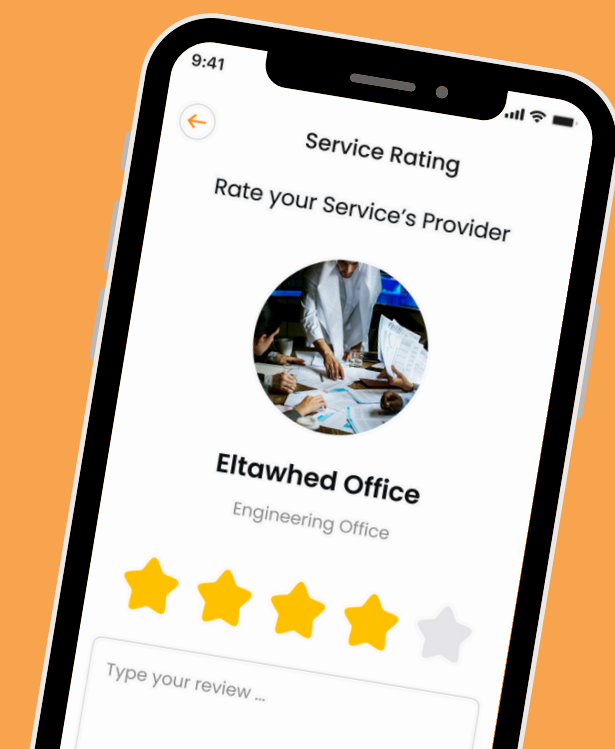 9:41
Service Rating
Rate your Service’s Provider
Eltawhed Office
Engineering Office
Type your review ...